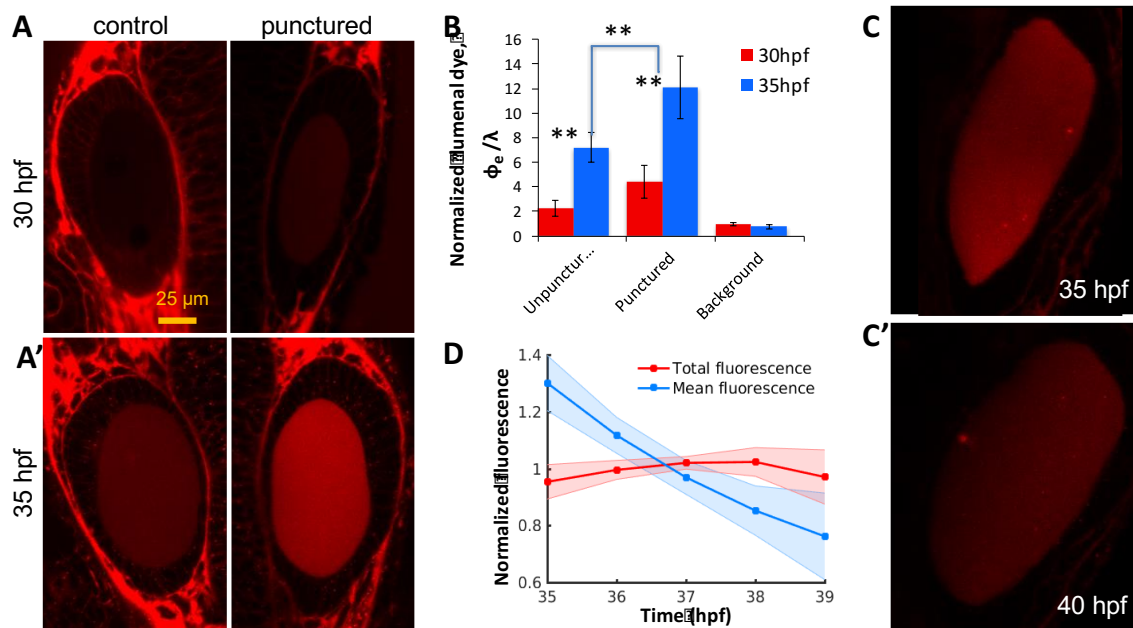 A
control
punctured
30 hpf
25 µm
A'
35 hpf
B
Normalized lumenal dye,
ϕe /λ
16
14
12
10
8
6
4
2
0
**
**
**
30hpf
35hpf
Unpunctur...
Punctured
Background
C
35 hpf
C'
40 hpf
D
Normalized fluorescence
1.4
1.2
1
0.8
0.6
Total fluorescence
Mean fluorescence
35
36
37
38
39
Time (hpf)